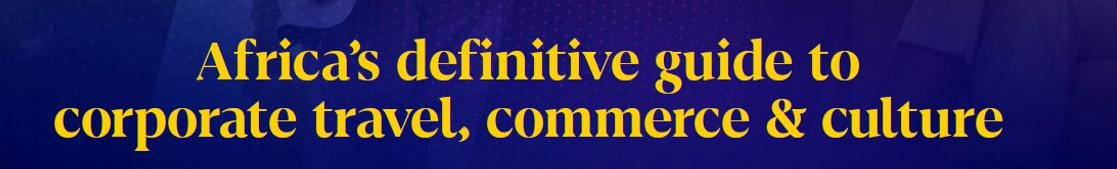 Africa’s definitive guide to
corporate travel, commerce & culture